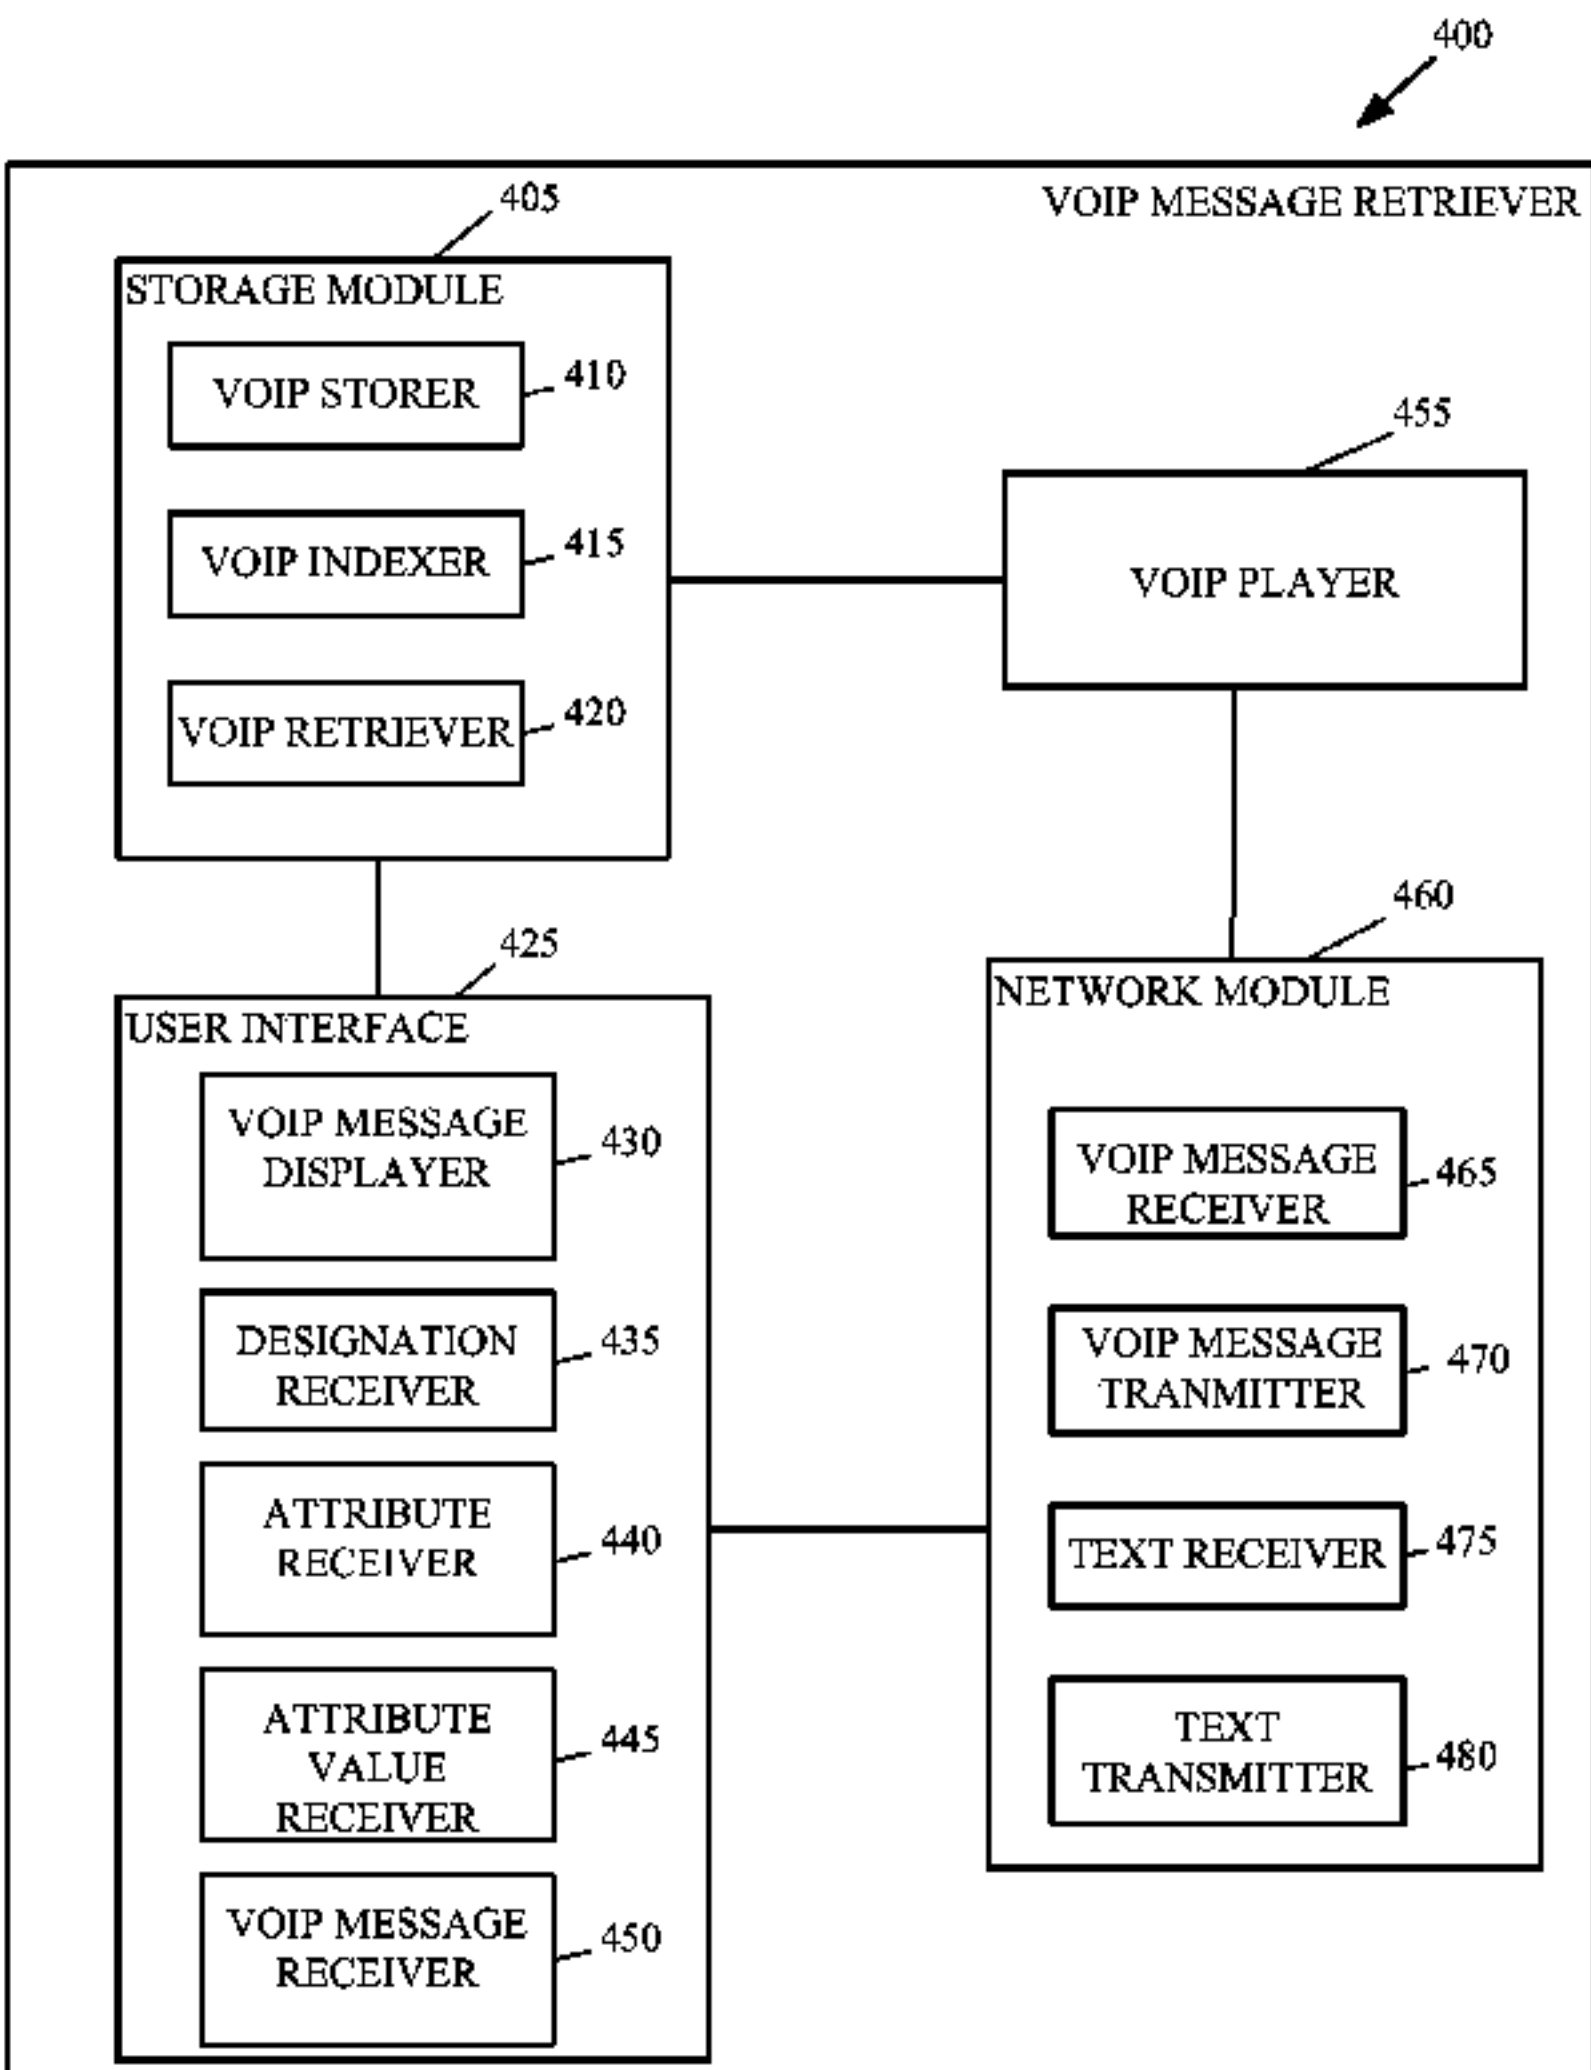 400
VOIP MESSAGE RETRIEVER
405
STORAGE MODULE
VOIP STORER
410
VOIP INDEXER
415
VOIP RETRIEVER
420
455
VOIP PLAYER
425
USER INTERFACE
VOIP MESSAGE
DISPLAYER
430
DESIGNATION
RECEIVER
435
ATTRIBUTE
RECEIVER
440
ATTRIBUTE
VALUE
RECEIVER
445
VOIP MESSAGE
RECEIVER
450
460
NETWORK MODULE
VOIP MESSAGE
RECEIVER
465
VOIP MESSAGE
TRANMITTER
470
TEXT RECEIVER
475
TEXT
TRANSMITTER
480